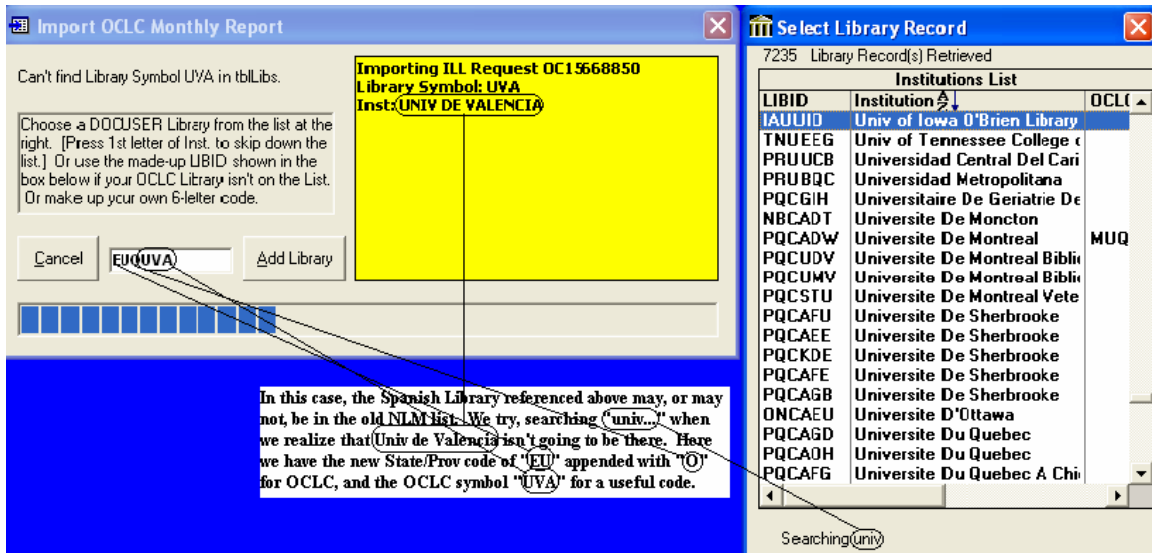 Import OCLC Monthly Report
Can't find Library Symbol UVA in tblLibs.
Choose a DOCUSER Library from the list at the
right. [Press 1st letter of Inst. to skip down the
list.] Or use the made-up LIBID shown in the
box below if your OCLC Library isn't on the List.
Or make up your own 6-letter code.
Cancel
EUOUVA
Add Library
Importing ILL Request OC15668850
Library Symbol: UVA
Inst: UNIV DE VALENCIA
In this case, the Spanish Library referenced above may, or may
not, be in the old NLM list. We try, searching "univ..." when
we realize that Univ de Valencia isn't going to be there. Here
we have the new State/Prov code of "EU" appended with "O"
for OCLC, and the OCLC symbol "UVA" for a useful code.
Select Library Record
7235 Library Record(s) Retrieved
Institutions List
LIBID Institution OCLC
IAUUIO Univ of Iowa O'Brien Library
TNUEEG Univ of Tennessee College
PRUUCB Universidad Central Del Cari
PRUBQC Universidad Metropolitana
PQCGIH Universitaire De Geriatrie De
NBCADT Universite De Moncton
PQCADW Universite De Montreal MUQ
PQCUDV Universite De Montreal Biblio
PQCUMV Universite De Montreal Biblio
PQCSTU Universite De Montreal Vete
PQCAFU Universite De Sherbrooke
PQCAEE Universite De Sherbrooke
PQCKDE Universite De Sherbrooke
PQCAFE Universite De Sherbrooke
PQCAGB Universite De Sherbrooke
ONCAEU Universite D'Ottawa
PQCAGD Universite Du Quebec
PQCAOH Universite Du Quebec
PQCAFG Universite Du Quebec A Chi
Searching univ